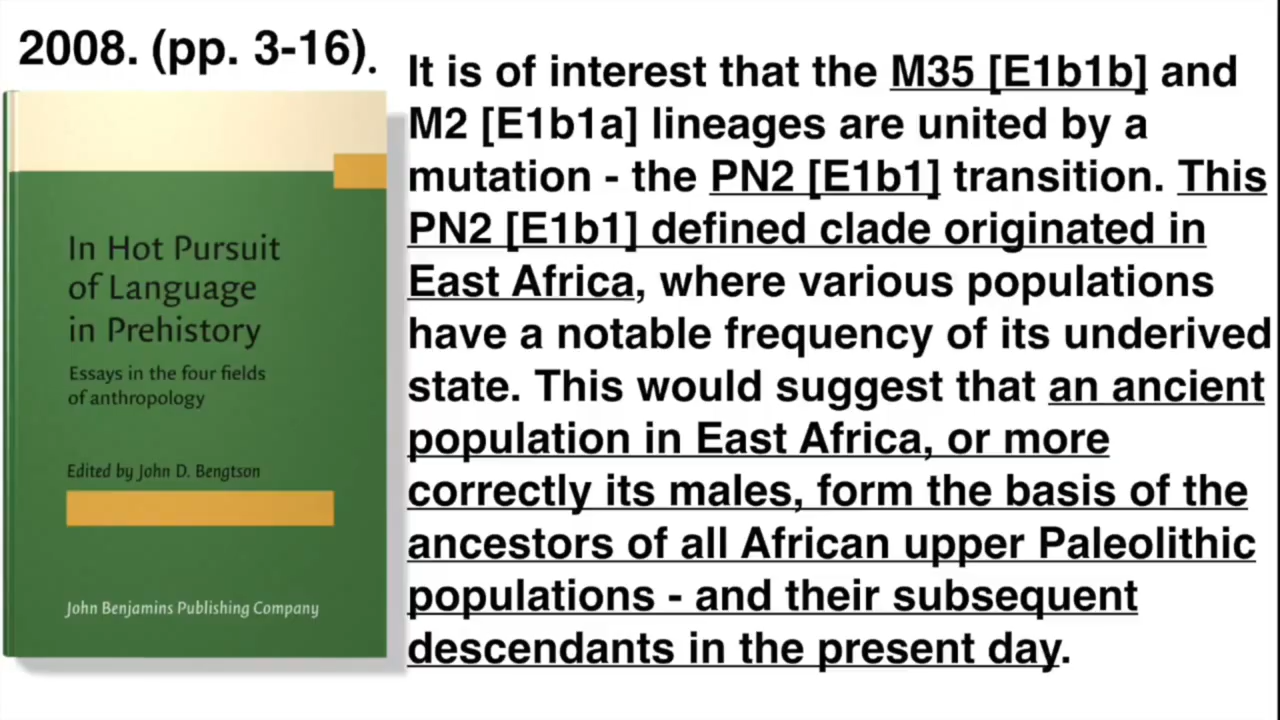 2008. (pp. 3-16).
In Hot Pursuit
of Language
in Prehistory
Essays in the four fields
of anthropology
Edited by John D. Bengtson
John Benjamins Publishing Company
It is of interest that the M35 [E1b1b] and
M2 [E1b1a] lineages are united by a
mutation - the PN2 [E1b1] transition. This
PN2 [E1b1] defined clade originated in
East Africa, where various populations
have a notable frequency of its underived
state. This would suggest that an ancient
population in East Africa, or more
correctly its males, form the basis of the
ancestors of all African upper Paleolithic
populations - and their subsequent
descendants in the present day.